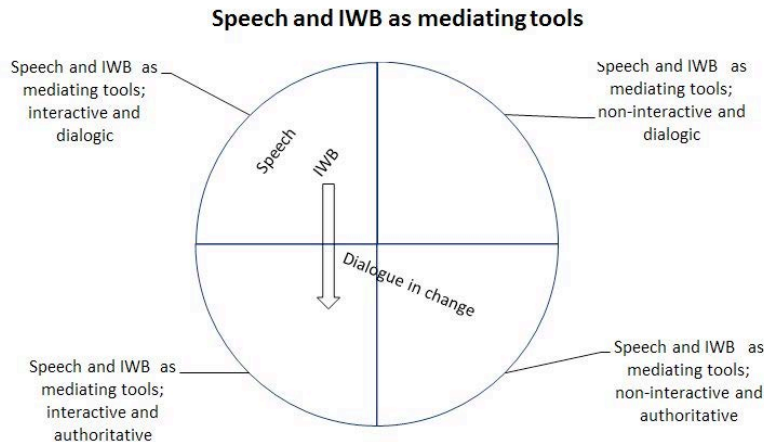 Speech and IWB as mediating tools
Speech and IWB as
mediating tools;
interactive and
dialogic
Speech and IWB as
mediating tools;
non-interactive and
dialogic
Speech
IWB
Dialogue in change
Speech and IWB as
mediating tools;
interactive and
authoritative
Speech and IWB as
mediating tools;
non-interactive and
authoritative